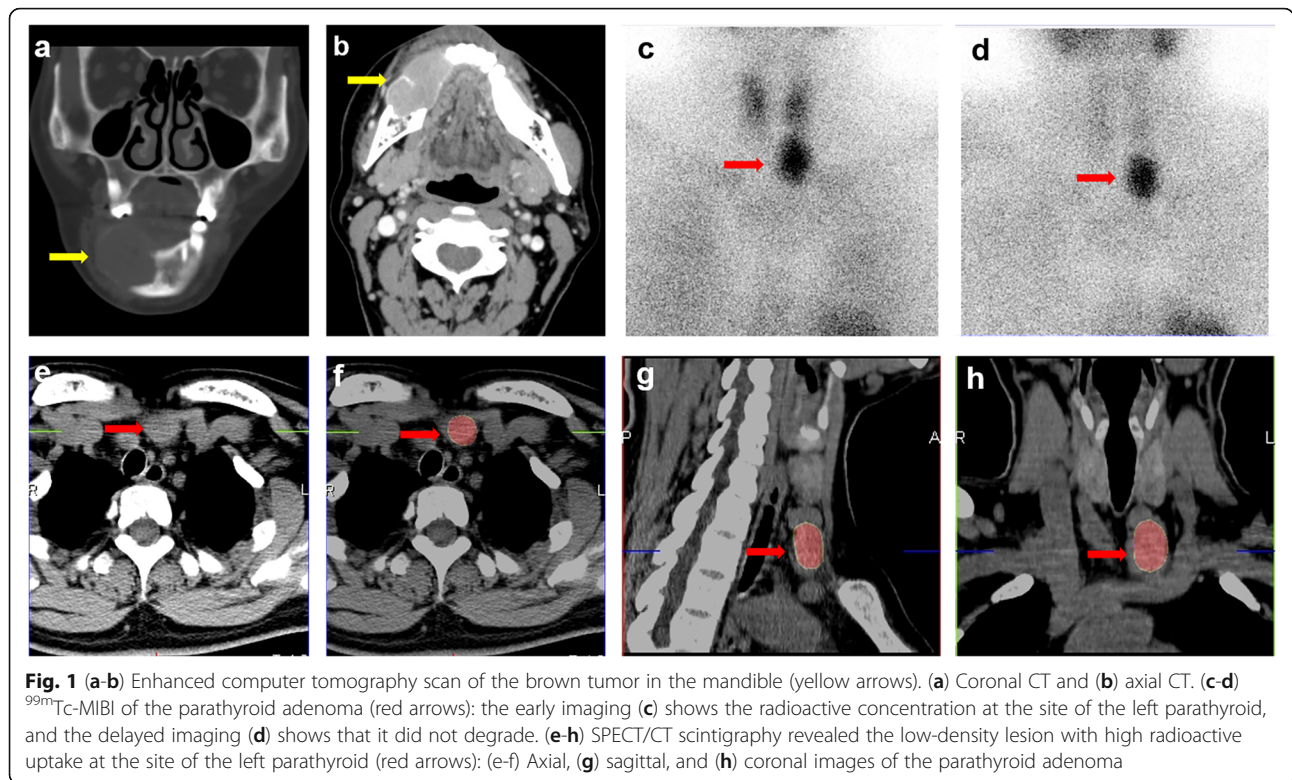 a
b
c
d
e
f
g
h
R
L
R
L
P
A
R
L
Fig. 1 (a-b) Enhanced computer tomography scan of the brown tumor in the mandible (yellow arrows). (a) Coronal CT and (b) axial CT. (c-d)
99mTc-MIBI of the parathyroid adenoma (red arrows): the early imaging (c) shows the radioactive concentration at the site of the left parathyroid,
and the delayed imaging (d) shows that it did not degrade. (e-h) SPECT/CT scintigraphy revealed the low-density lesion with high radioactive
uptake at the site of the left parathyroid (red arrows): (e-f) Axial, (g) sagittal, and (h) coronal images of the parathyroid adenoma